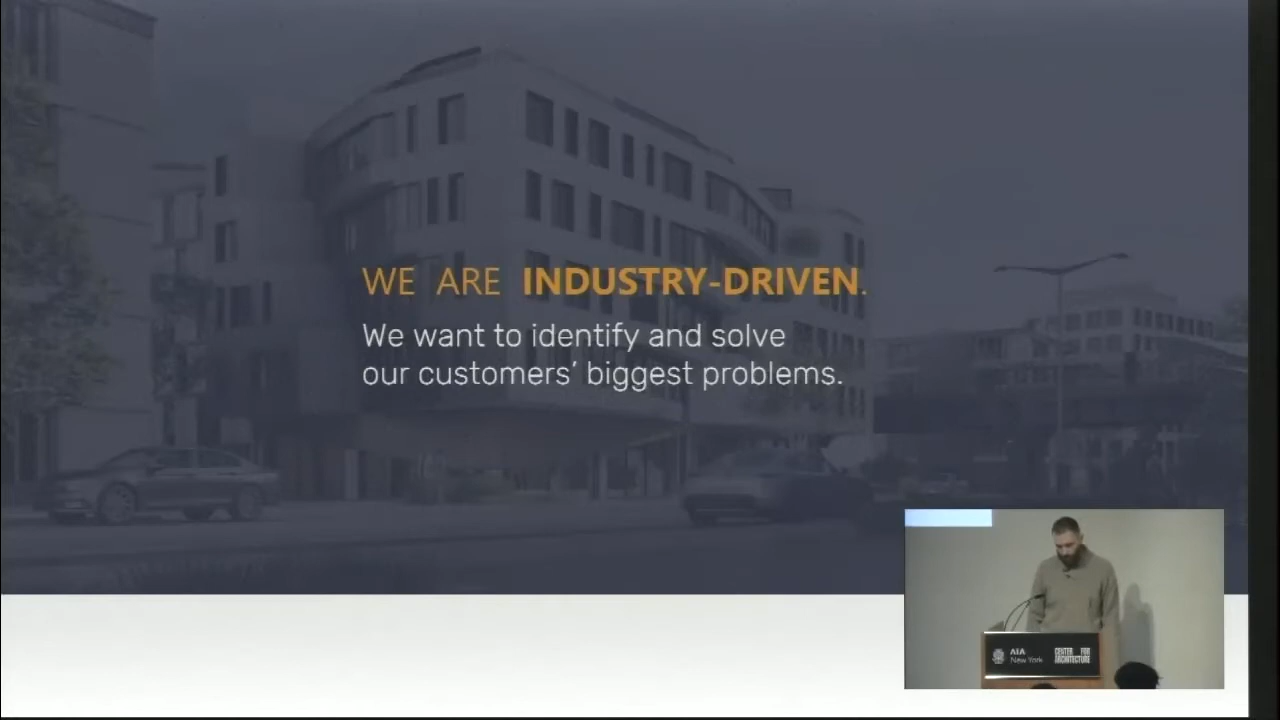 WE ARE INDUSTRY-DRIVEN.
We want to identify and solve
our customers’ biggest problems.
AIA
New York
CENTER FOR
ARCHITECTURE